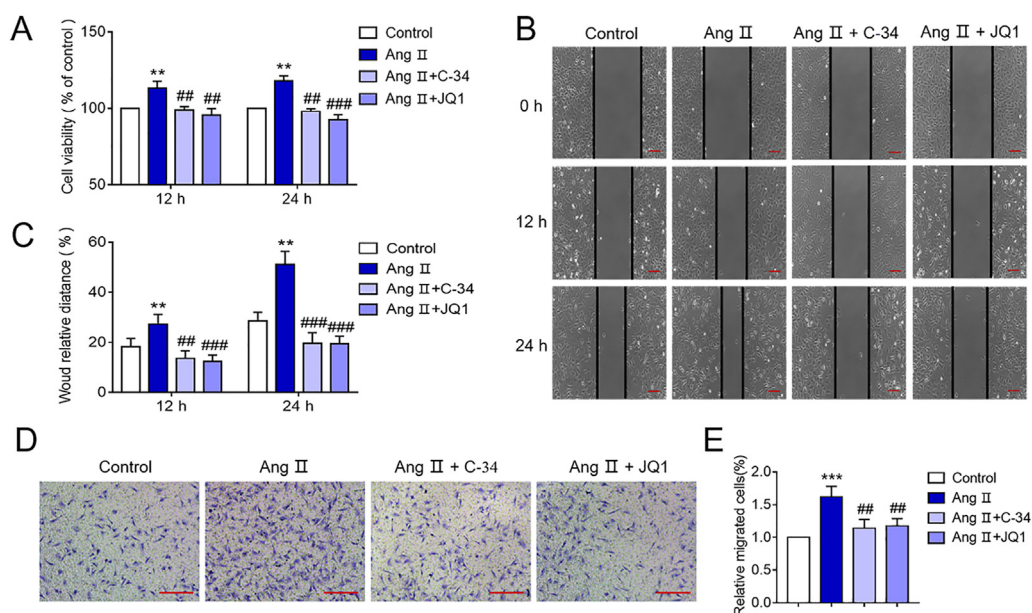 A
Cell viability ( % of control)
150
100
50
** ## ## ** ## ###
12 h 24 h
Control
Ang Ⅱ
Ang Ⅱ+C-34
Ang Ⅱ+JQ1
B
Control Ang Ⅱ Ang Ⅱ + C-34 Ang Ⅱ + JQ1
0 h
12 h
24 h
C
Woud relative diatance ( % )
60
40
20
0
** ## ### ** ### ###
12 h 24 h
Control
Ang Ⅱ
Ang Ⅱ+C-34
Ang Ⅱ+JQ1
D
Control Ang Ⅱ Ang Ⅱ + C-34 Ang Ⅱ + JQ1
E
Relative migrated cells(%)
2.0
1.5
1.0
0.5
0.0
*** ## ##
Control
Ang Ⅱ
Ang Ⅱ+C-34
Ang Ⅱ+JQ1